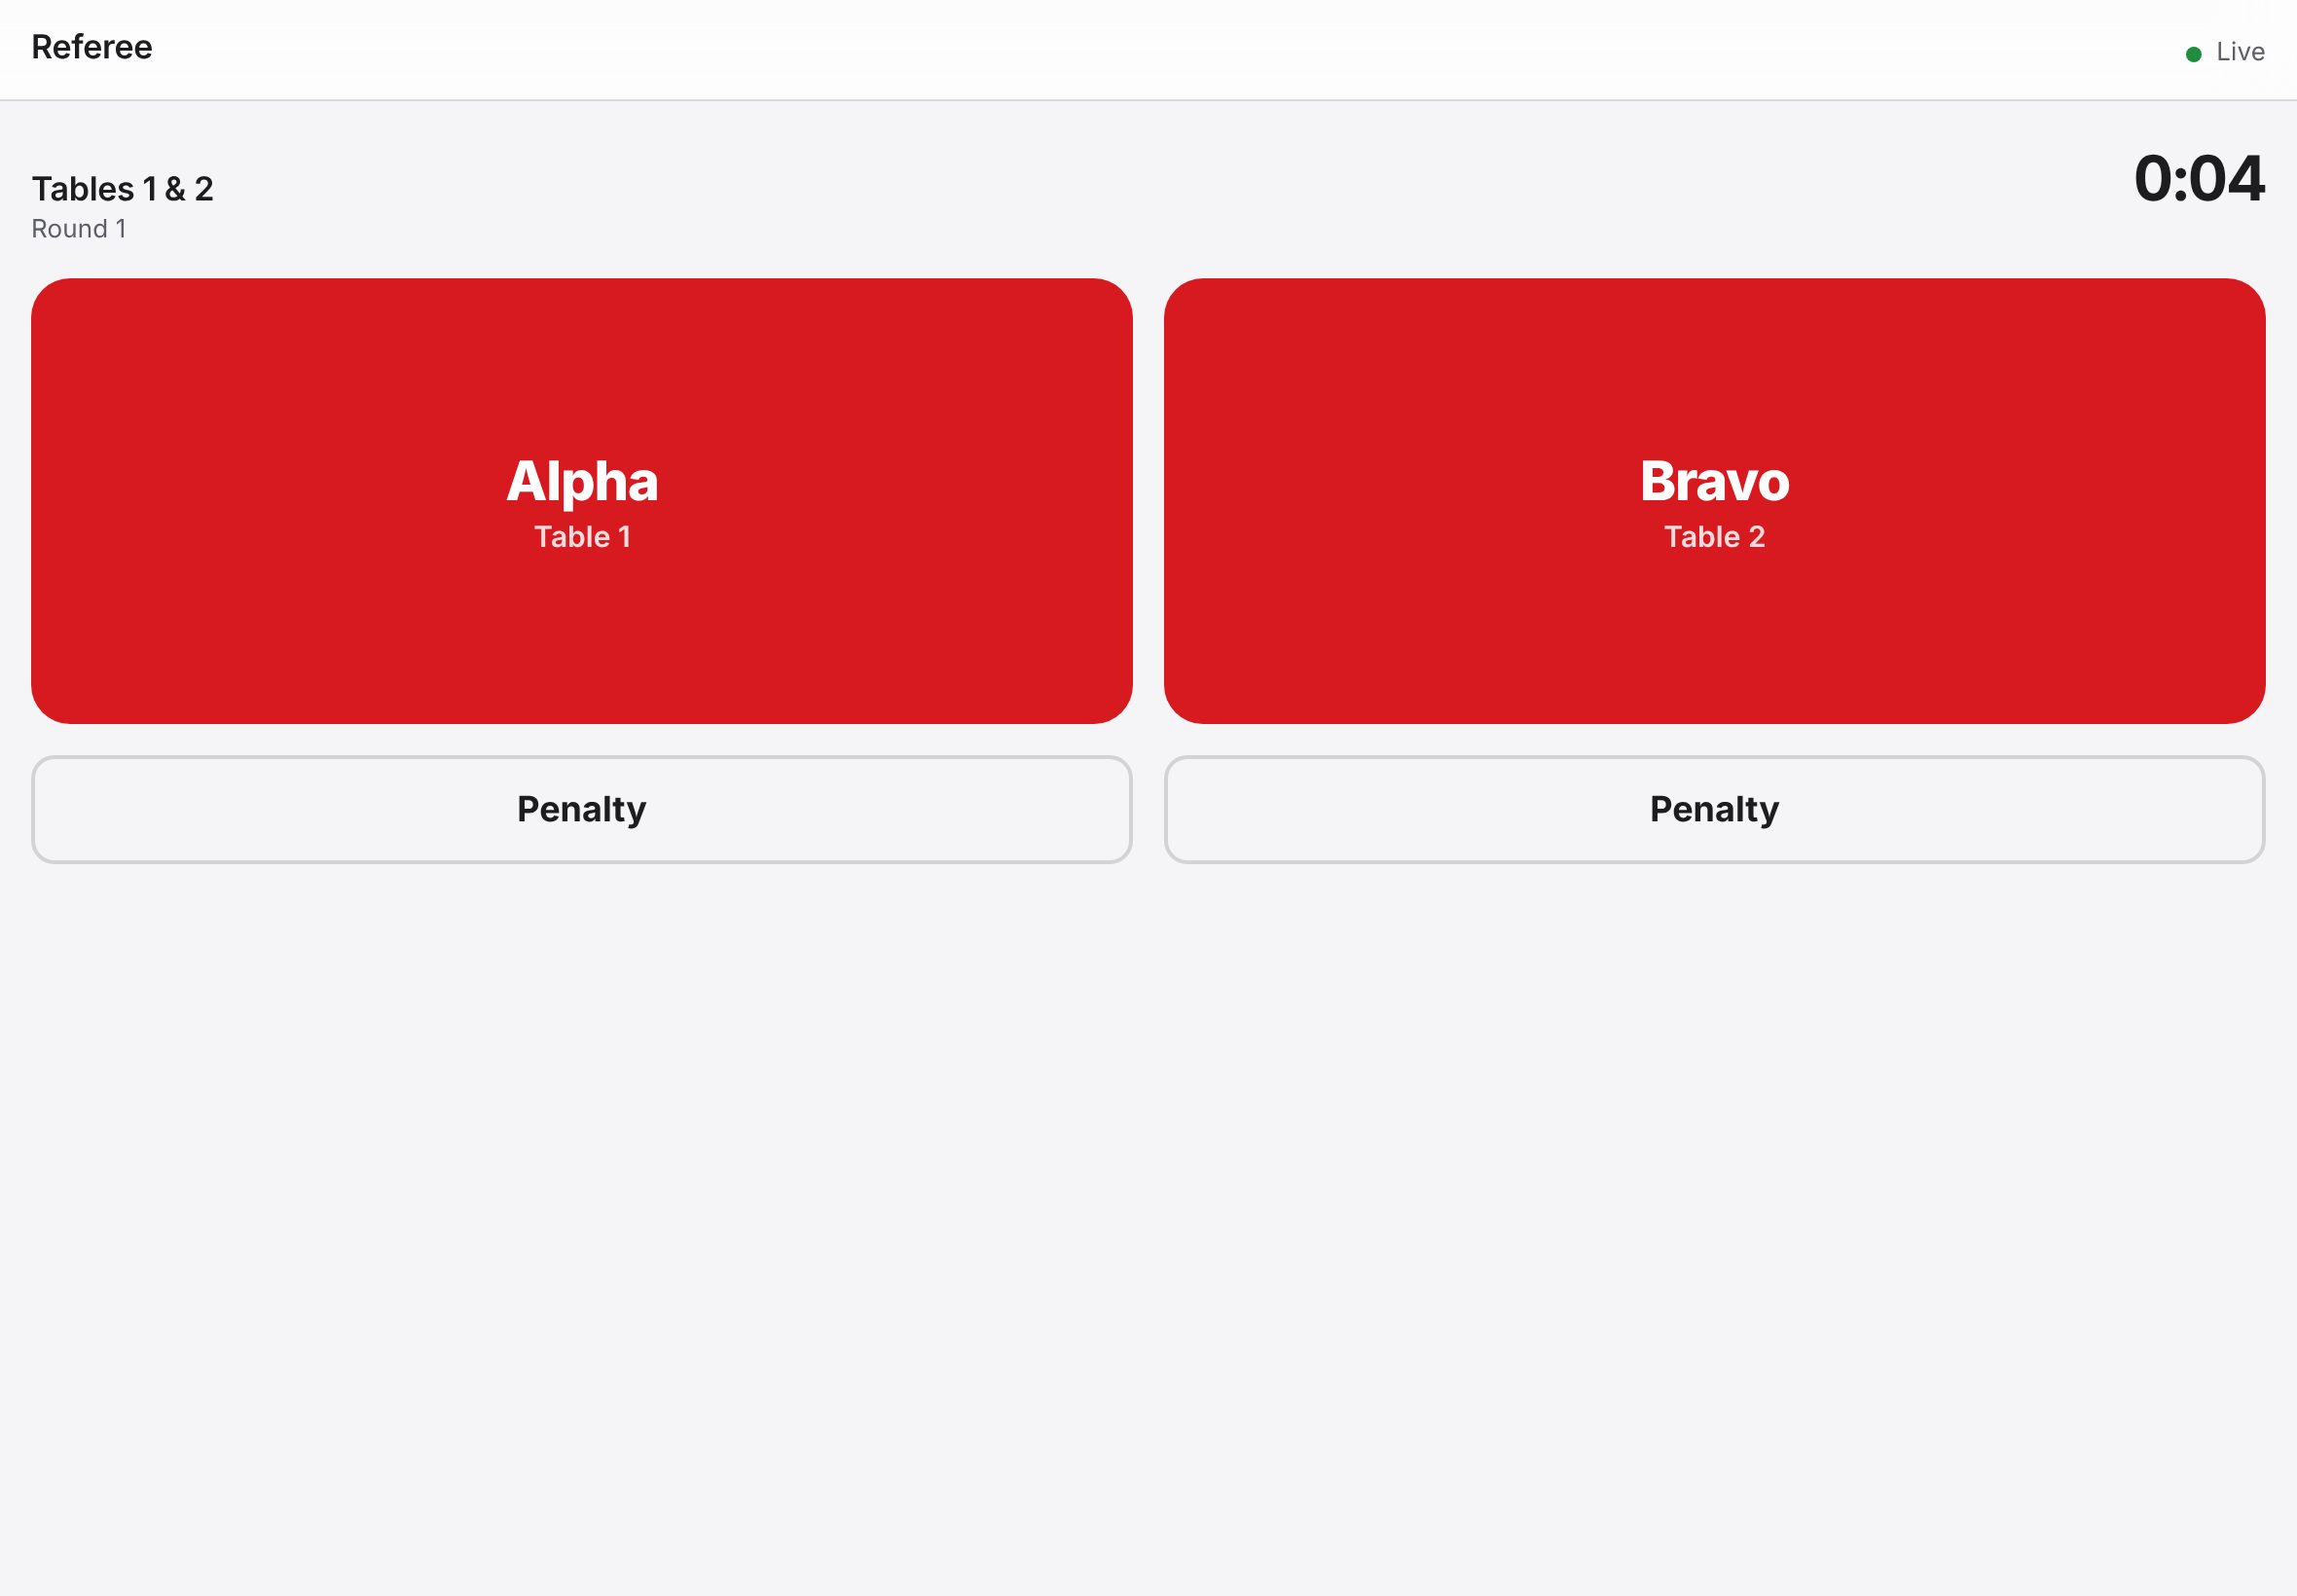 Referee
Live
Tables 1 & 2
0:04
Round 1
Alpha
Table 1
Bravo
Table 2
Penalty
Penalty